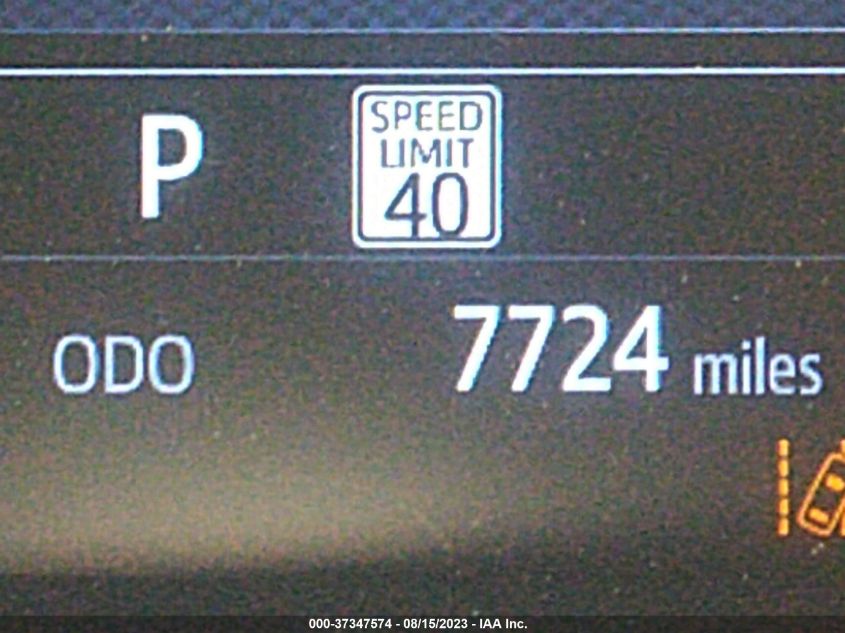 P
SPEED
LIMIT
40
ODO 7724 miles
000-37347574 - 08/15/2023 - IAA Inc.